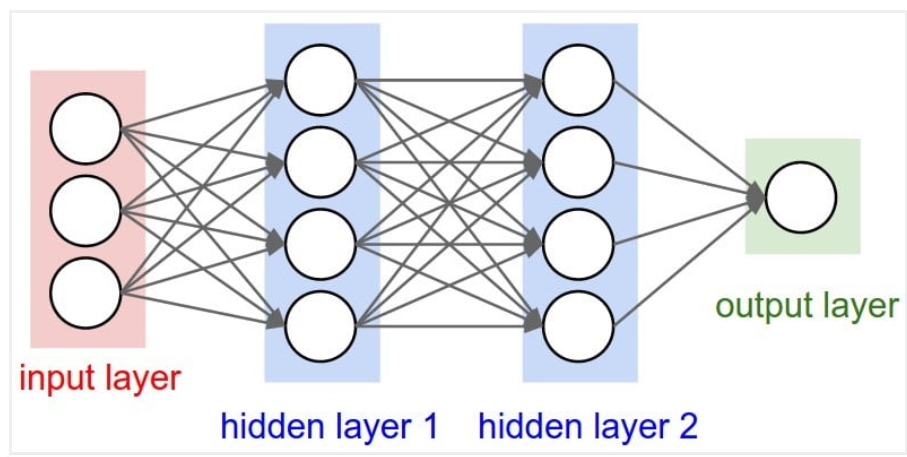 input layer
hidden layer 1
hidden layer 2
output layer